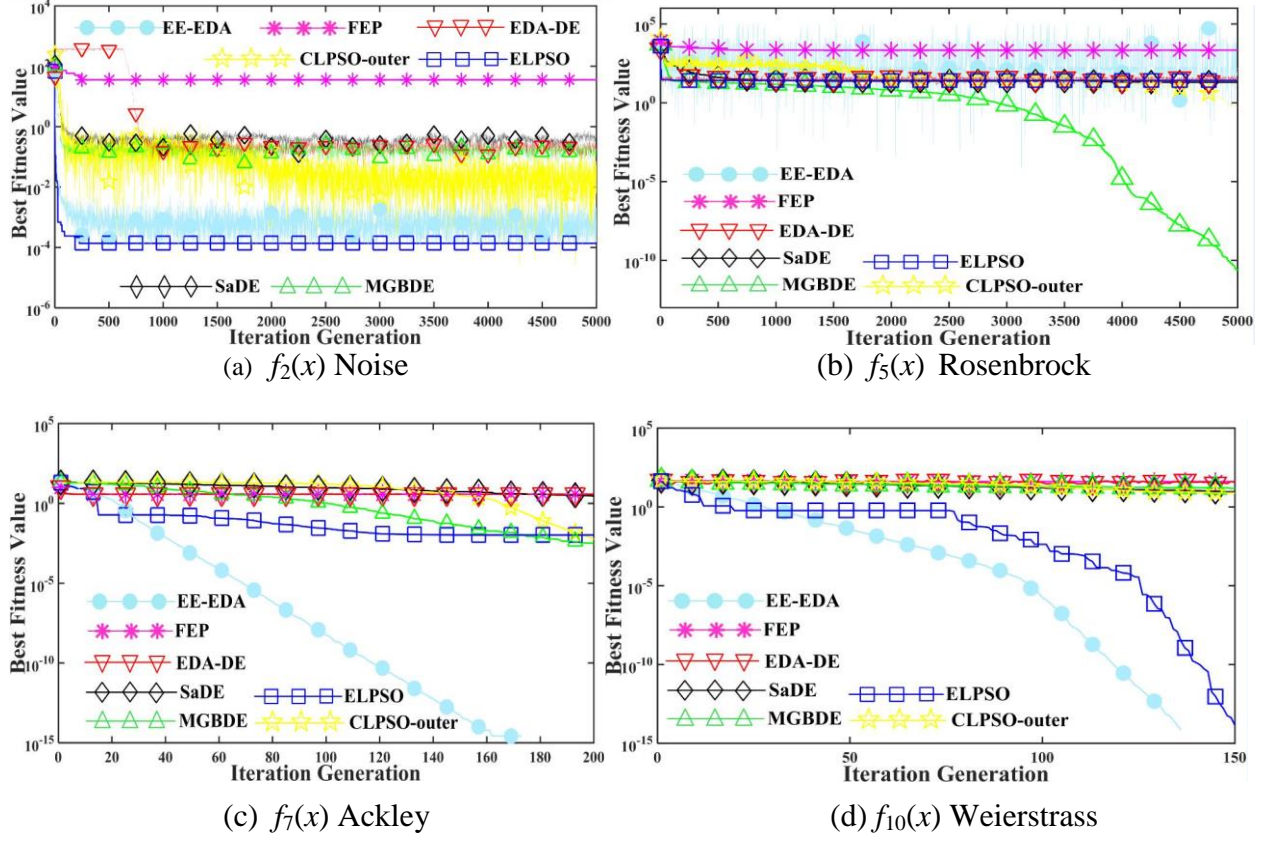 EE-EDA FEP EDA-DE
CLPSO-outer ELPSO
SaDE MGBDE
Best Fitness Value
10^4
10^2
10^0
10^-2
10^-4
10^-6
0 500 1000 1500 2000 2500 3000 3500 4000 4500 5000
Iteration Generation
(a) f2(x) Noise
Best Fitness Value
10^5
10^0
10^-5
10^-10
EE-EDA
FEP
EDA-DE
SaDE
MGBDE
ELPSO
CLPSO-outer
0 500 1000 1500 2000 2500 3000 3500 4000 4500 5000
Iteration Generation
(b) f5(x) Rosenbrock
Best Fitness Value
10^5
10^0
10^-5
10^-10
10^-15
EE-EDA
FEP
EDA-DE
SaDE
MGBDE
ELPSO
CLPSO-outer
0 20 40 60 80 100 120 140 160 180 200
Iteration Generation
(c) f7(x) Ackley
Best Fitness Value
10^5
10^0
10^-5
10^-10
10^-15
EE-EDA
FEP
EDA-DE
SaDE
MGBDE
ELPSO
CLPSO-outer
0 50 100 150
Iteration Generation
(d) f10(x) Weierstrass